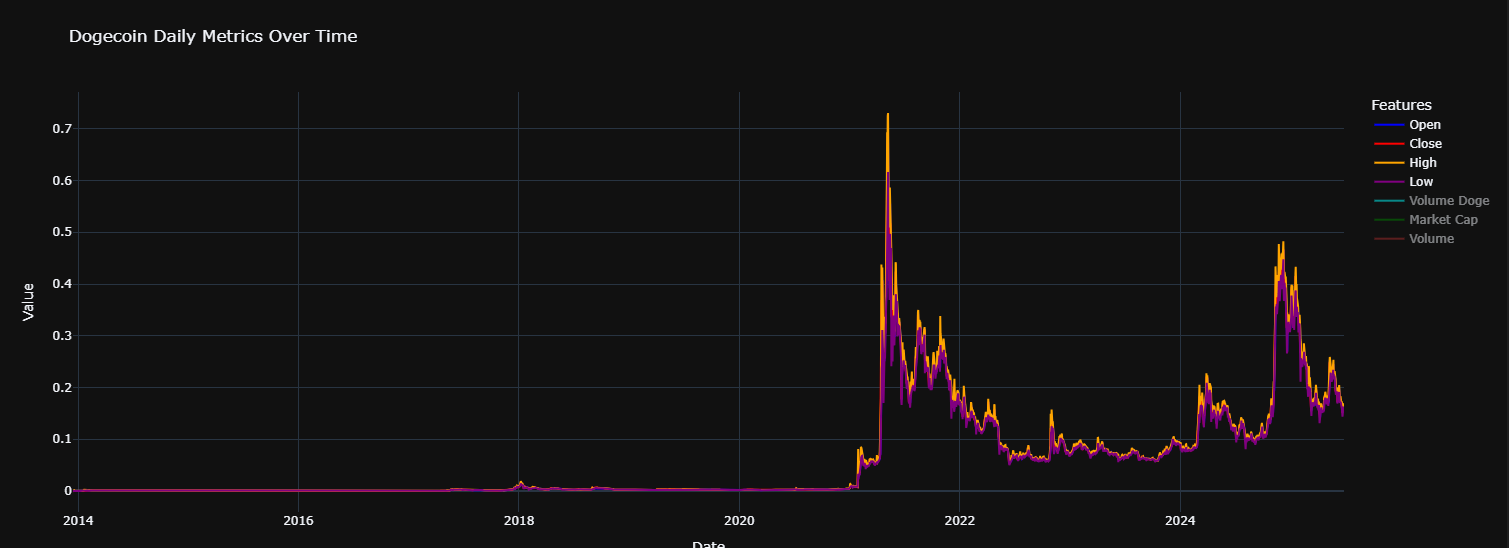 Dogecoin Daily Metrics Over Time
Features
Open
Close
High
Low
Volume Doge
Market Cap
Volume
Value
0.7
0.6
0.5
0.4
0.3
0.2
0.1
0
2014
2016
2018
2020
2022
2024
Date